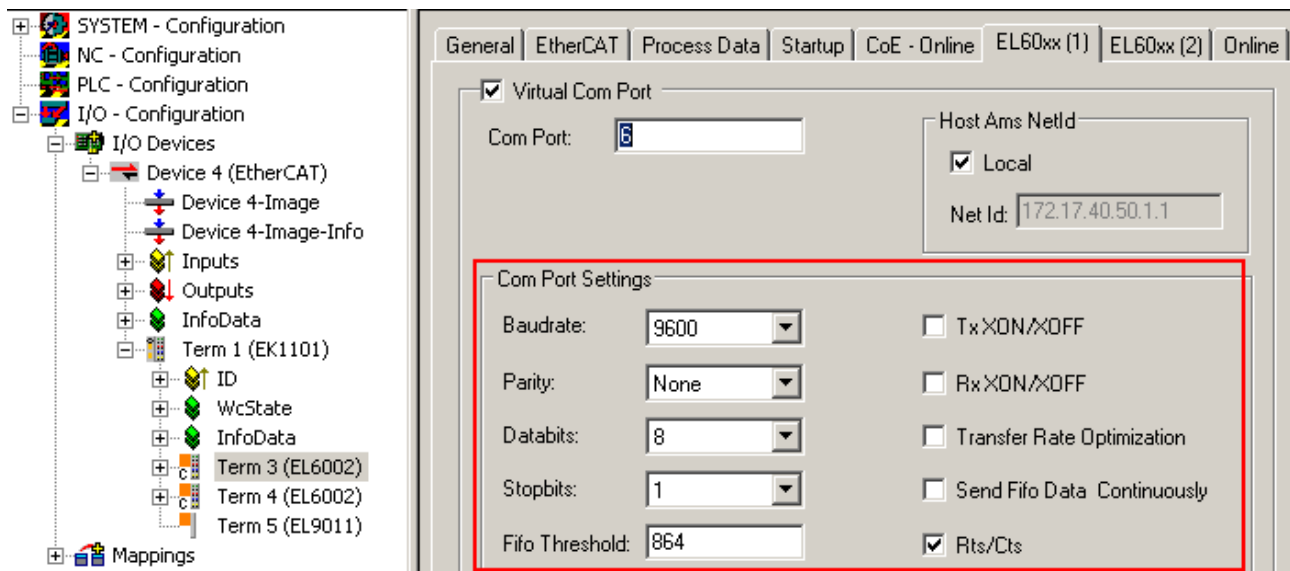 SYSTEM - Configuration
NC - Configuration
PLC - Configuration
I/O - Configuration
I/O Devices
Device 4 (EtherCAT)
Device 4-Image
Device 4-Image-Info
Inputs
Outputs
InfoData
Term 1 (EK1101)
ID
WcState
InfoData
Term 3 (EL6002)
Term 4 (EL6002)
Term 5 (EL9011)
Mappings
General EtherCAT Process Data Startup CoE - Online EL60xx (1) EL60xx (2) Online
Virtual Com Port
Com Port: 6
Host Ams NetId
Local
Net Id: 172.17.40.50.1.1
Com Port Settings
Baudrate: 9600 Tx XON/XOFF
Parity: None Rx XON/XOFF
Databits: 8 Transfer Rate Optimization
Stopbits: 1 Send Fifo Data Continuously
Fifo Threshold: 864 Rts/Cts